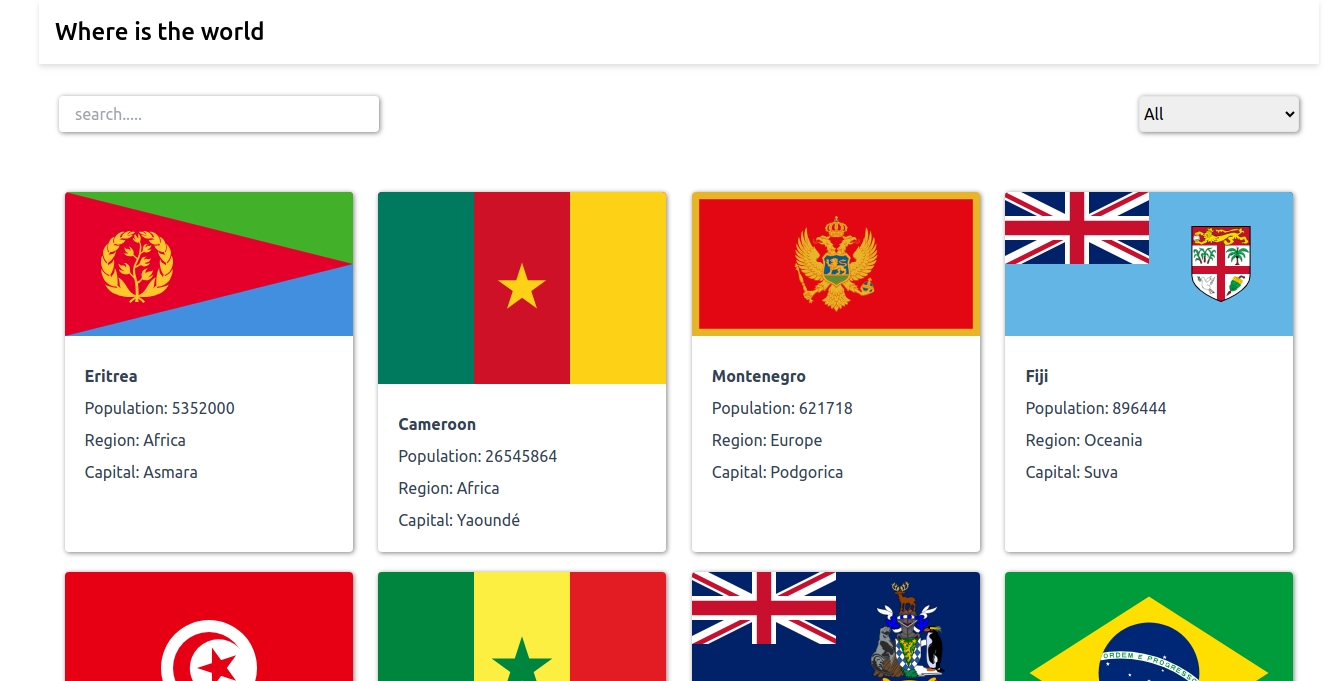 Where is the world
search.....
All
Eritrea
Population: 5352000
Region: Africa
Capital: Asmara
Cameroon
Population: 26545864
Region: Africa
Capital: Yaoundé
Montenegro
Population: 621718
Region: Europe
Capital: Podgorica
Fiji
Population: 896444
Region: Oceania
Capital: Suva
ORDEM E PROGRESSO